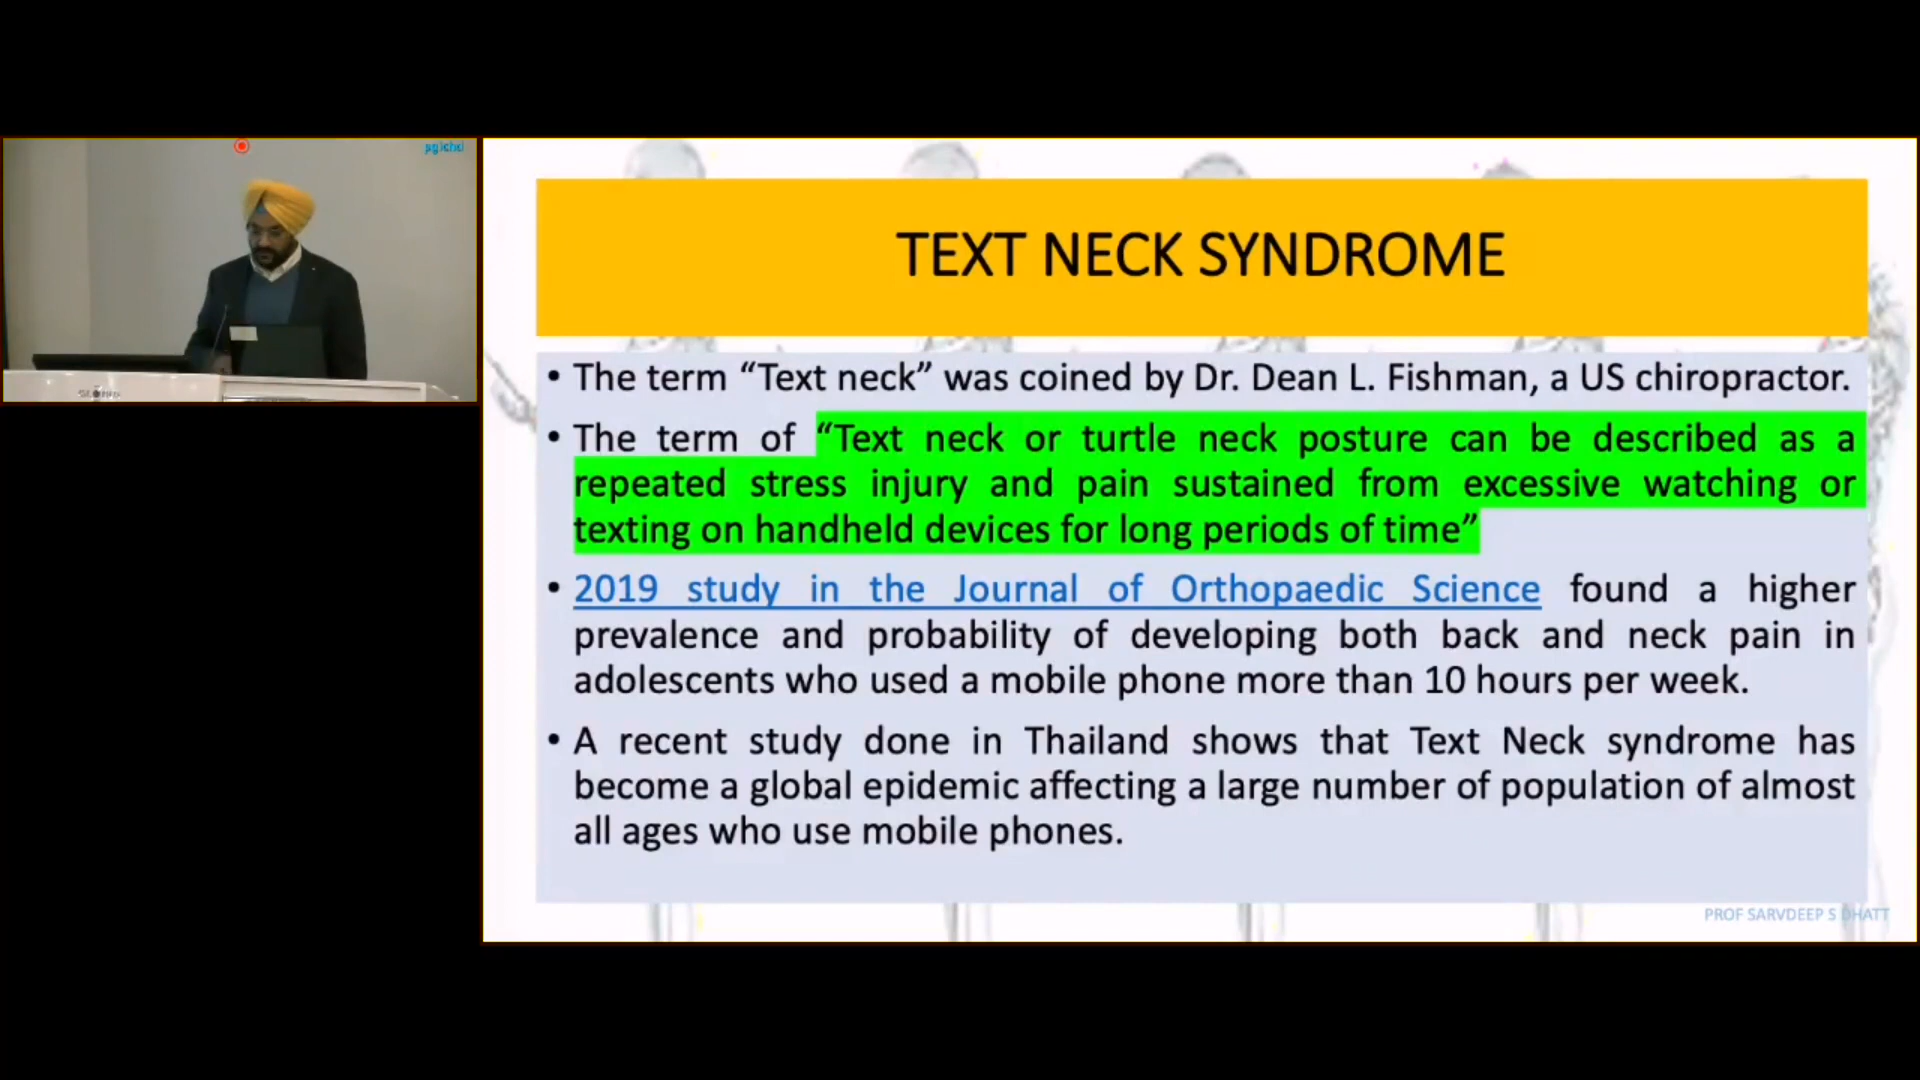 pgichd
TEXT NECK SYNDROME
• The term “Text neck” was coined by Dr. Dean L. Fishman, a US chiropractor.
• The term of “Text neck or turtle neck posture can be described as a
repeated stress injury and pain sustained from excessive watching or
texting on handheld devices for long periods of time”
• 2019 study in the Journal of Orthopaedic Science found a higher
prevalence and probability of developing both back and neck pain in
adolescents who used a mobile phone more than 10 hours per week.
• A recent study done in Thailand shows that Text Neck syndrome has
become a global epidemic affecting a large number of population of almost
all ages who use mobile phones.
PROF SARVDEEP S DHATT